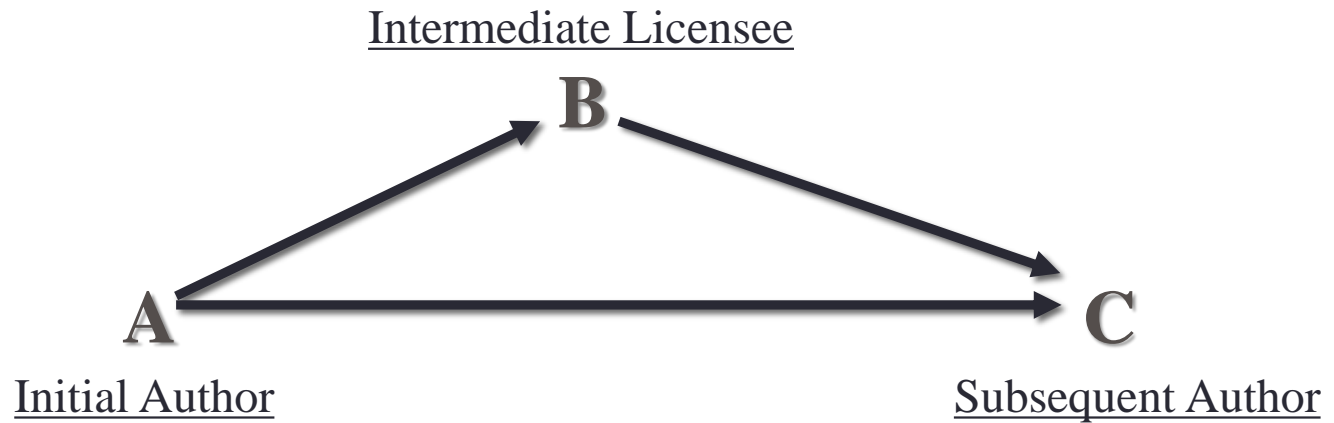 Intermediate Licensee
B
A
C
Initial Author
Subsequent Author